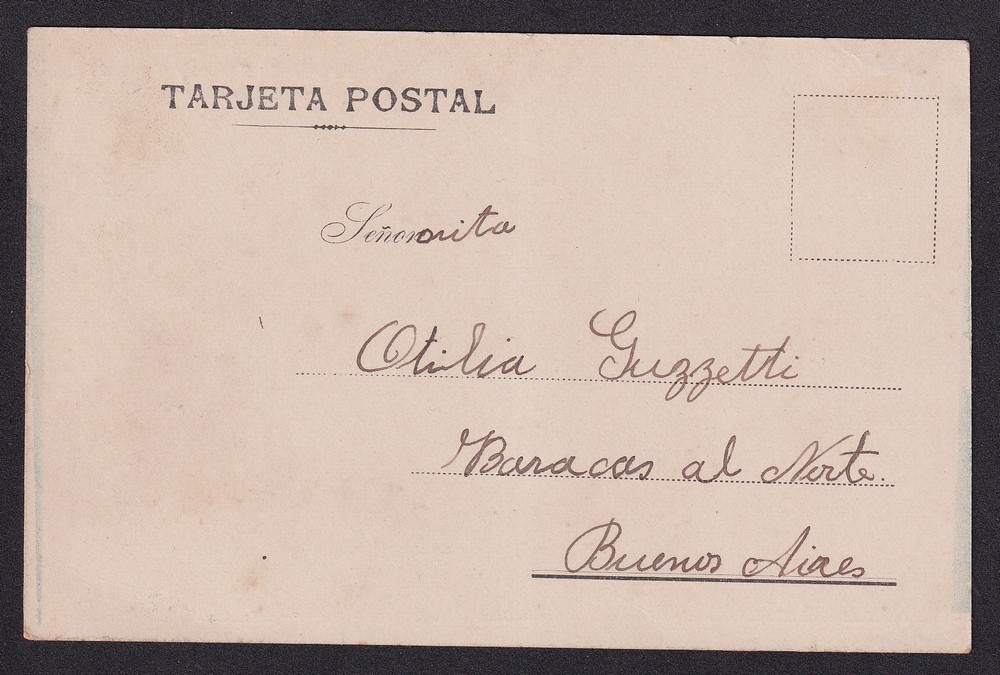 TARJETA POSTAL
Señorita
Otilia Guzzetti
Baracas al Norte.
Buenos Aires